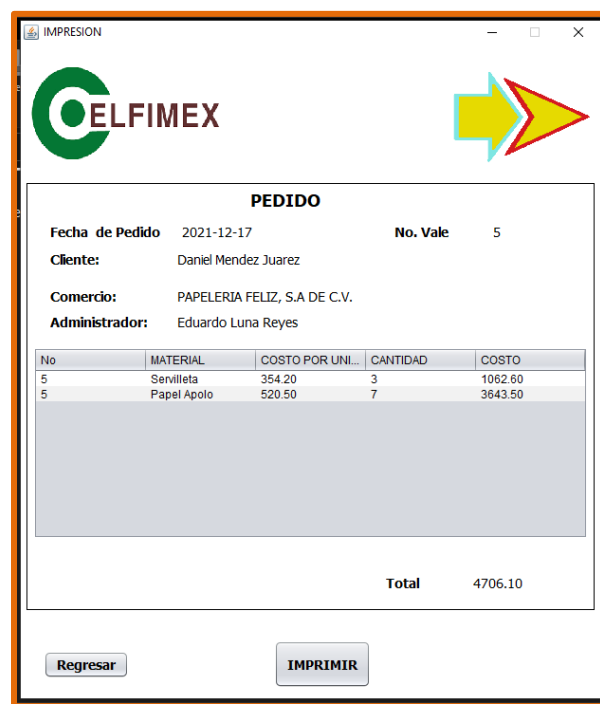 IMPRESION
CELFIMEX
PEDIDO
Fecha de Pedido 2021-12-17 No. Vale 5
Cliente: Daniel Mendez Juarez
Comercio: PAPELERIA FELIZ, S.A DE C.V.
Administrador: Eduardo Luna Reyes
No MATERIAL COSTO POR UNI... CANTIDAD COSTO
5 Servilleta 354.20 3 1062.60
5 Papel Apolo 520.50 7 3643.50
Total 4706.10
Regresar IMPRIMIR